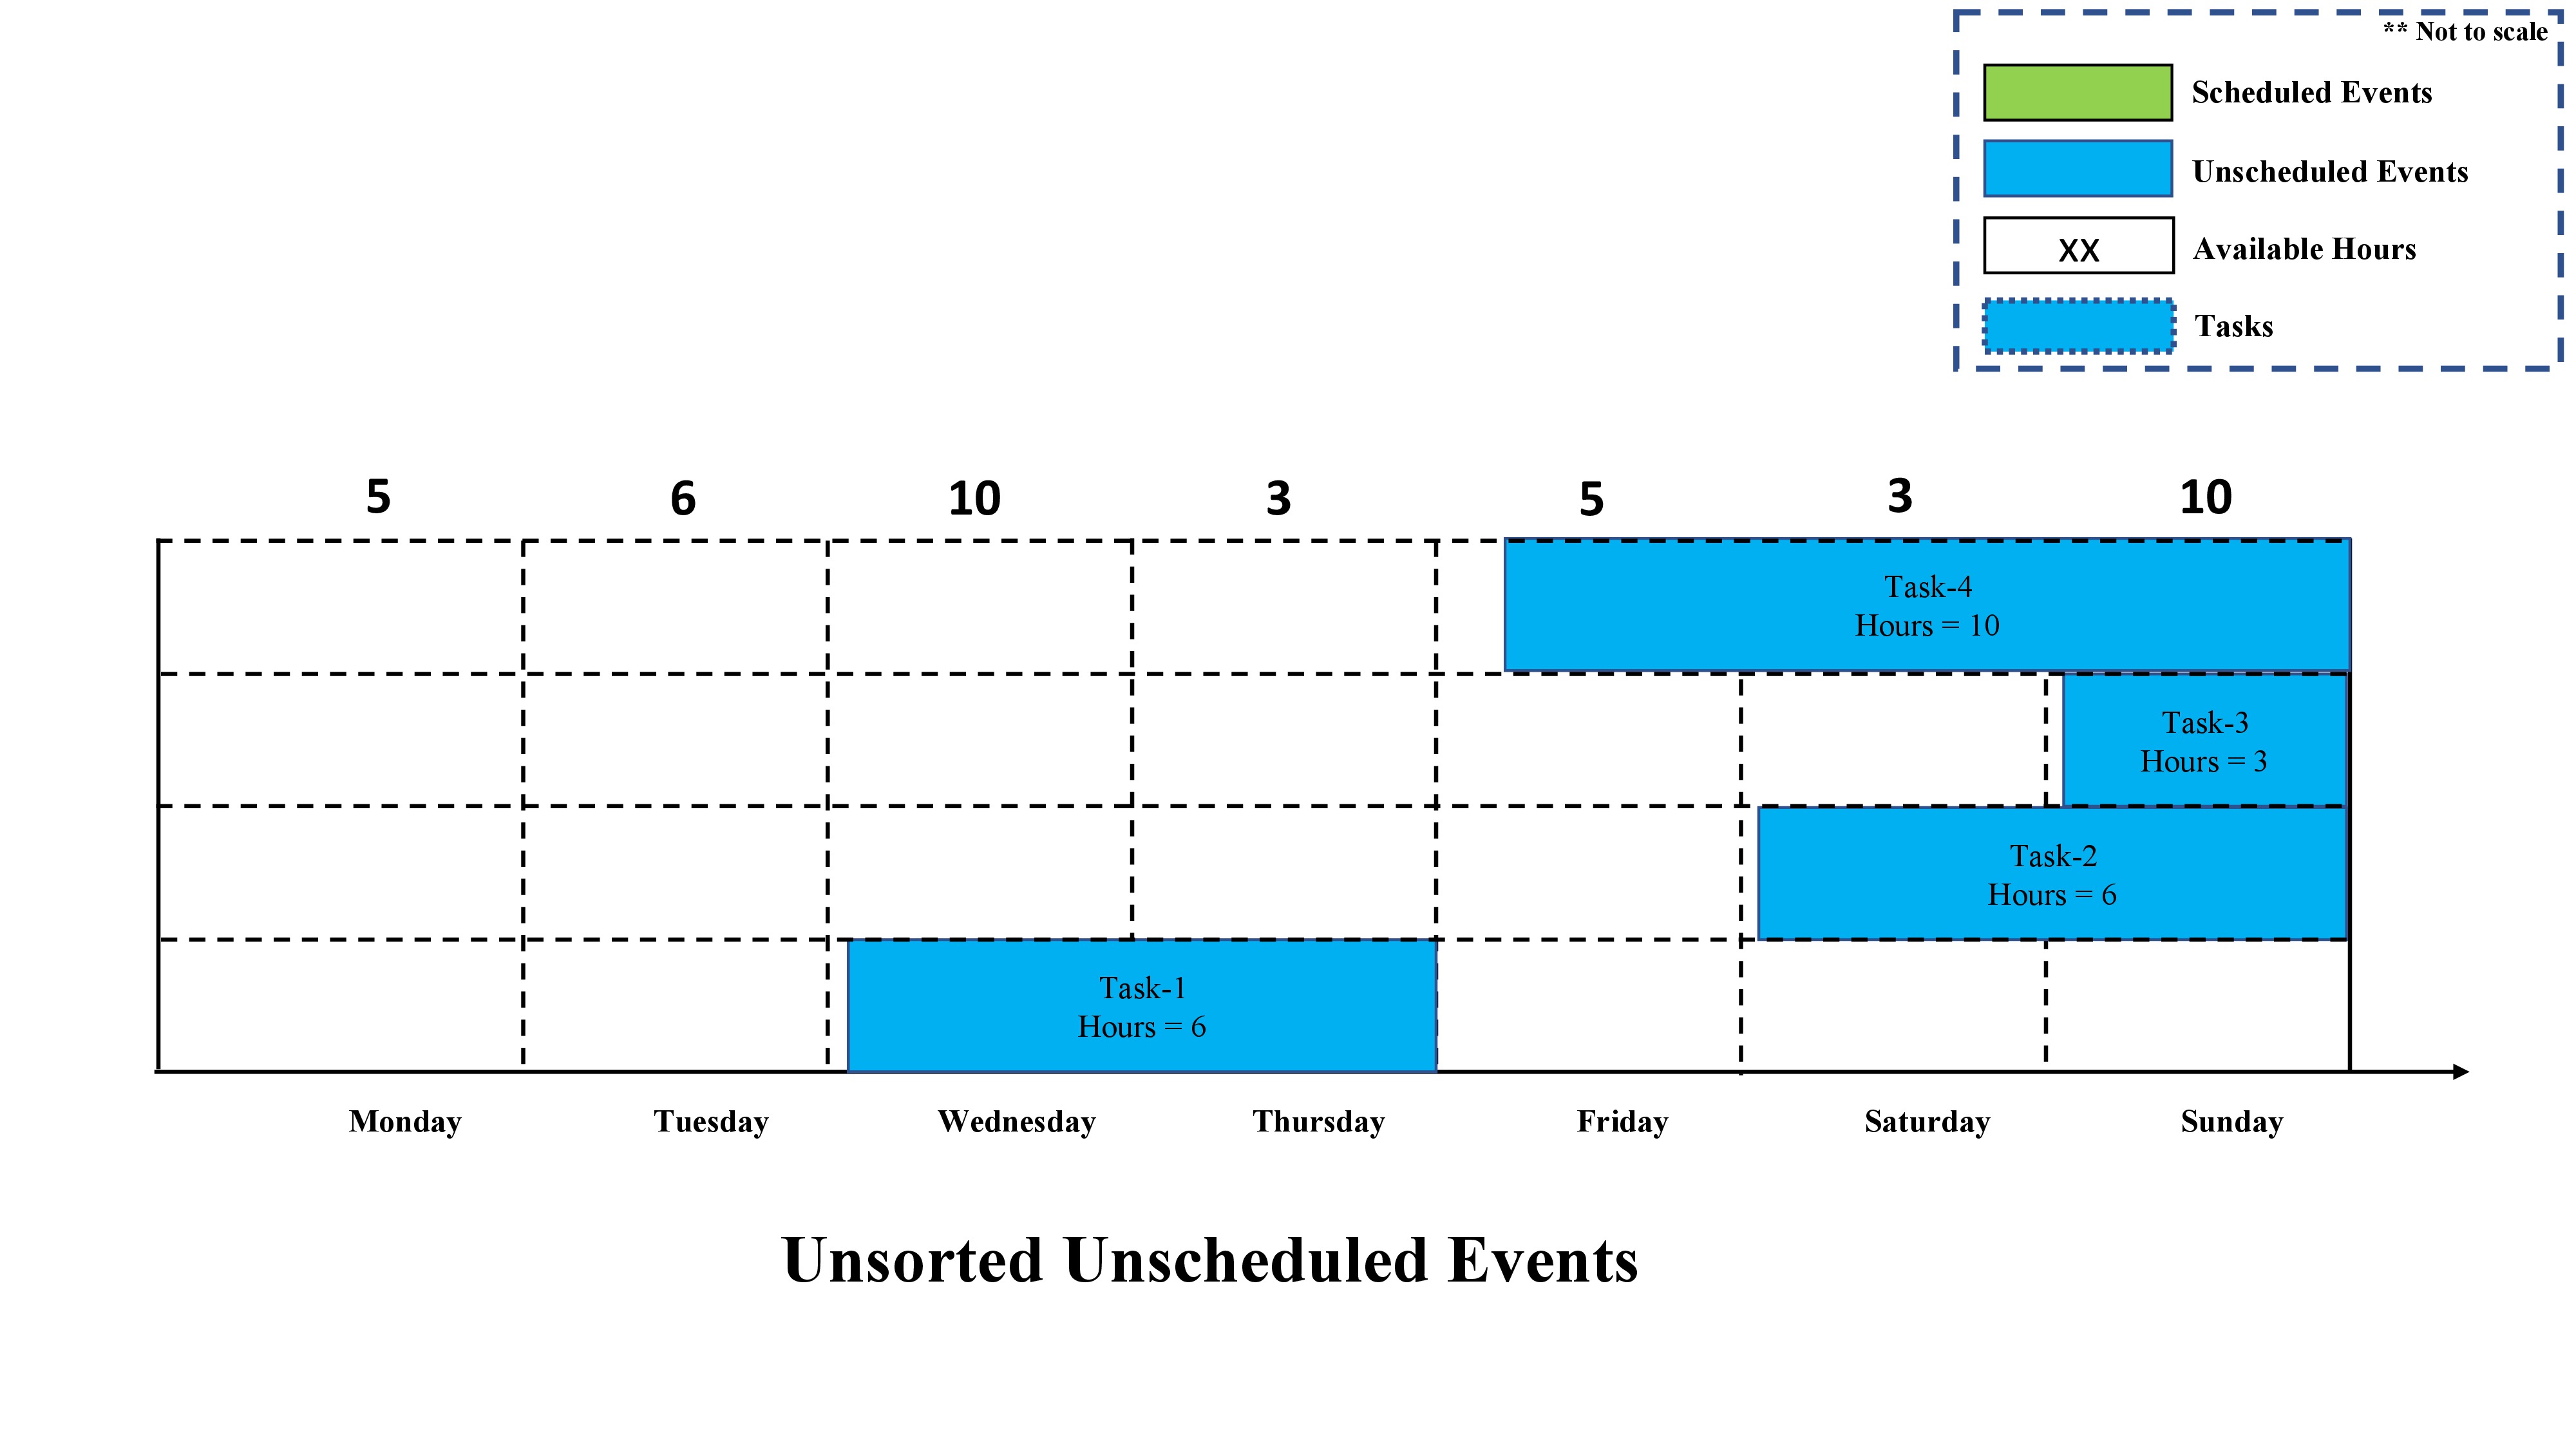 ** Not to scale
Scheduled Events
Unscheduled Events
XX Available Hours
Tasks
5 6 10 3 5 3 10
Task-4
Hours = 10
Task-3
Hours = 3
Task-2
Hours = 6
Task-1
Hours = 6
Monday Tuesday Wednesday Thursday Friday Saturday Sunday
Unsorted Unscheduled Events